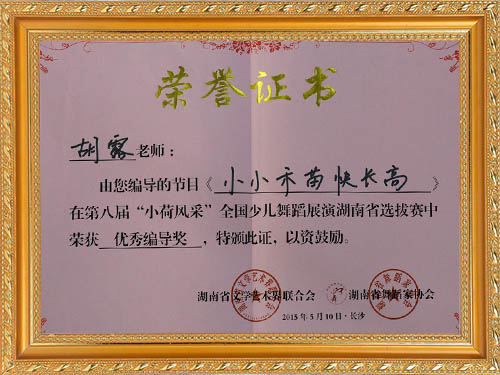 荣誉证书
胡露老师：
由您编导的节目《小小禾苗快长高》
在第八届“小荷风采”全国少儿舞蹈展演湖南省选拔赛中
荣获 优秀编导奖，特颁此证，以资鼓励。
湖南省文学艺术界联合会 湖南省舞蹈家协会
2015年5月10日·长沙